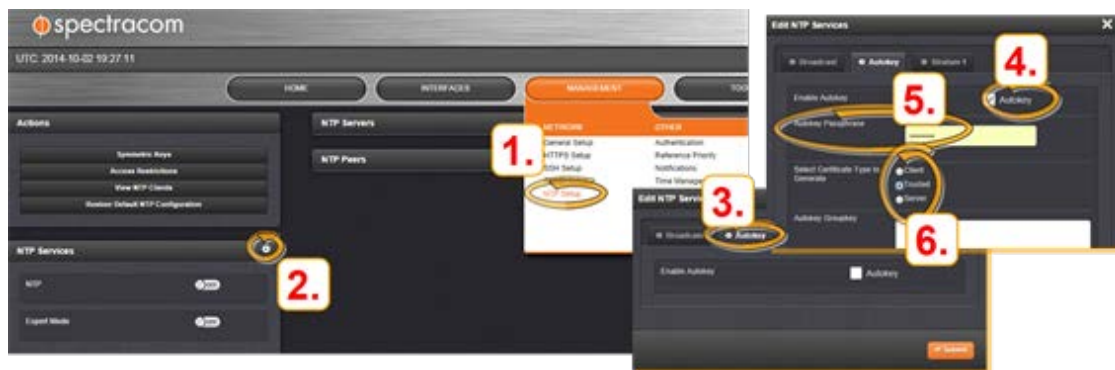 spectracom
UTC: 2014-10-02 19:27:11
HOME
INTERFACES
MANAGEMENT
TOO
Actions
Symmetric Keys
Access Restrictions
View NTP Clients
Restore Default NTP Configuration
NTP Services
NTP
Expert Mode
2.
NTP Servers
NTP Peers
1.
NETWORK
General Setup
HTTPS Setup
SSH Setup
NTP Setup
OTHER
Authentication
Reference Priority
Notifications
Time Manage
Edit NTP Serv
3.
Broadcast
Autokey
Enable Autokey
Autokey
Submit
Edit NTP Services
Broadcast
Autokey
Stratum 1
4.
Enable Autokey
Autokey
5.
Autokey Passphrase
Select Certificate Type to
Generate
Client
Trusted
Server
Autokey Groupkey
6.